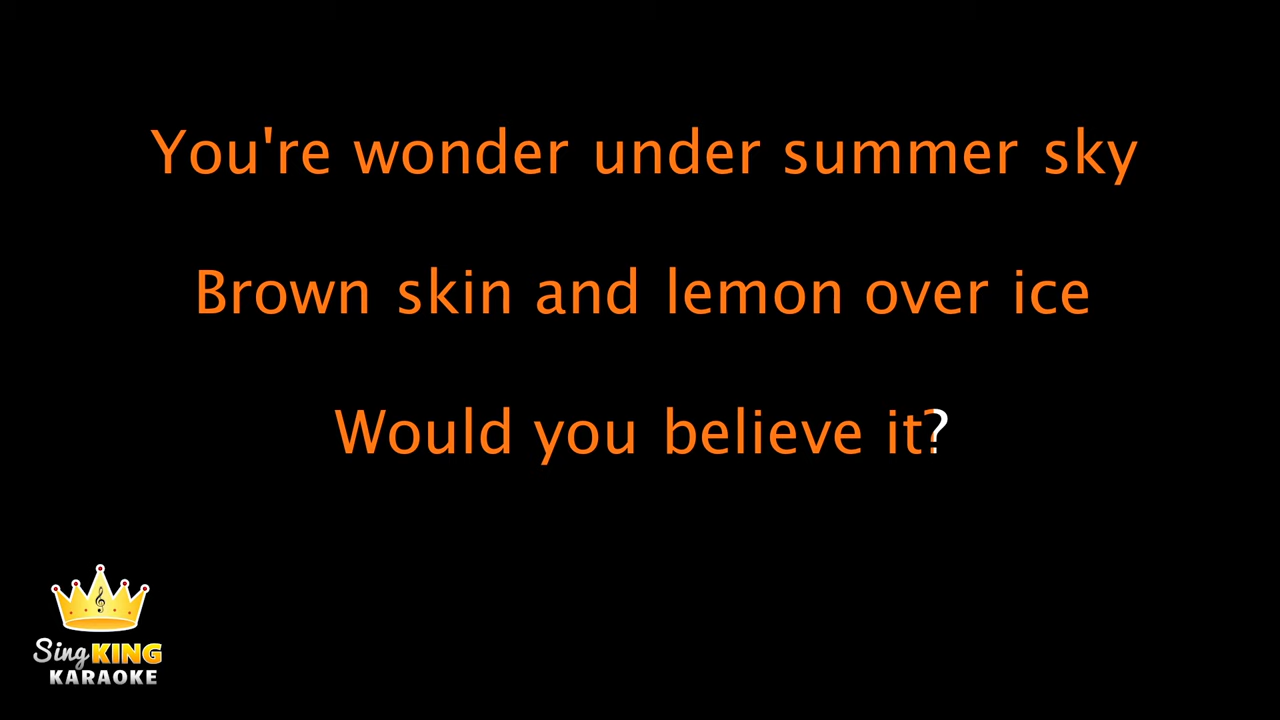 You're wonder under summer sky
Brown skin and lemon over ice
Would you believe it?
Sing KING
KARAOKE